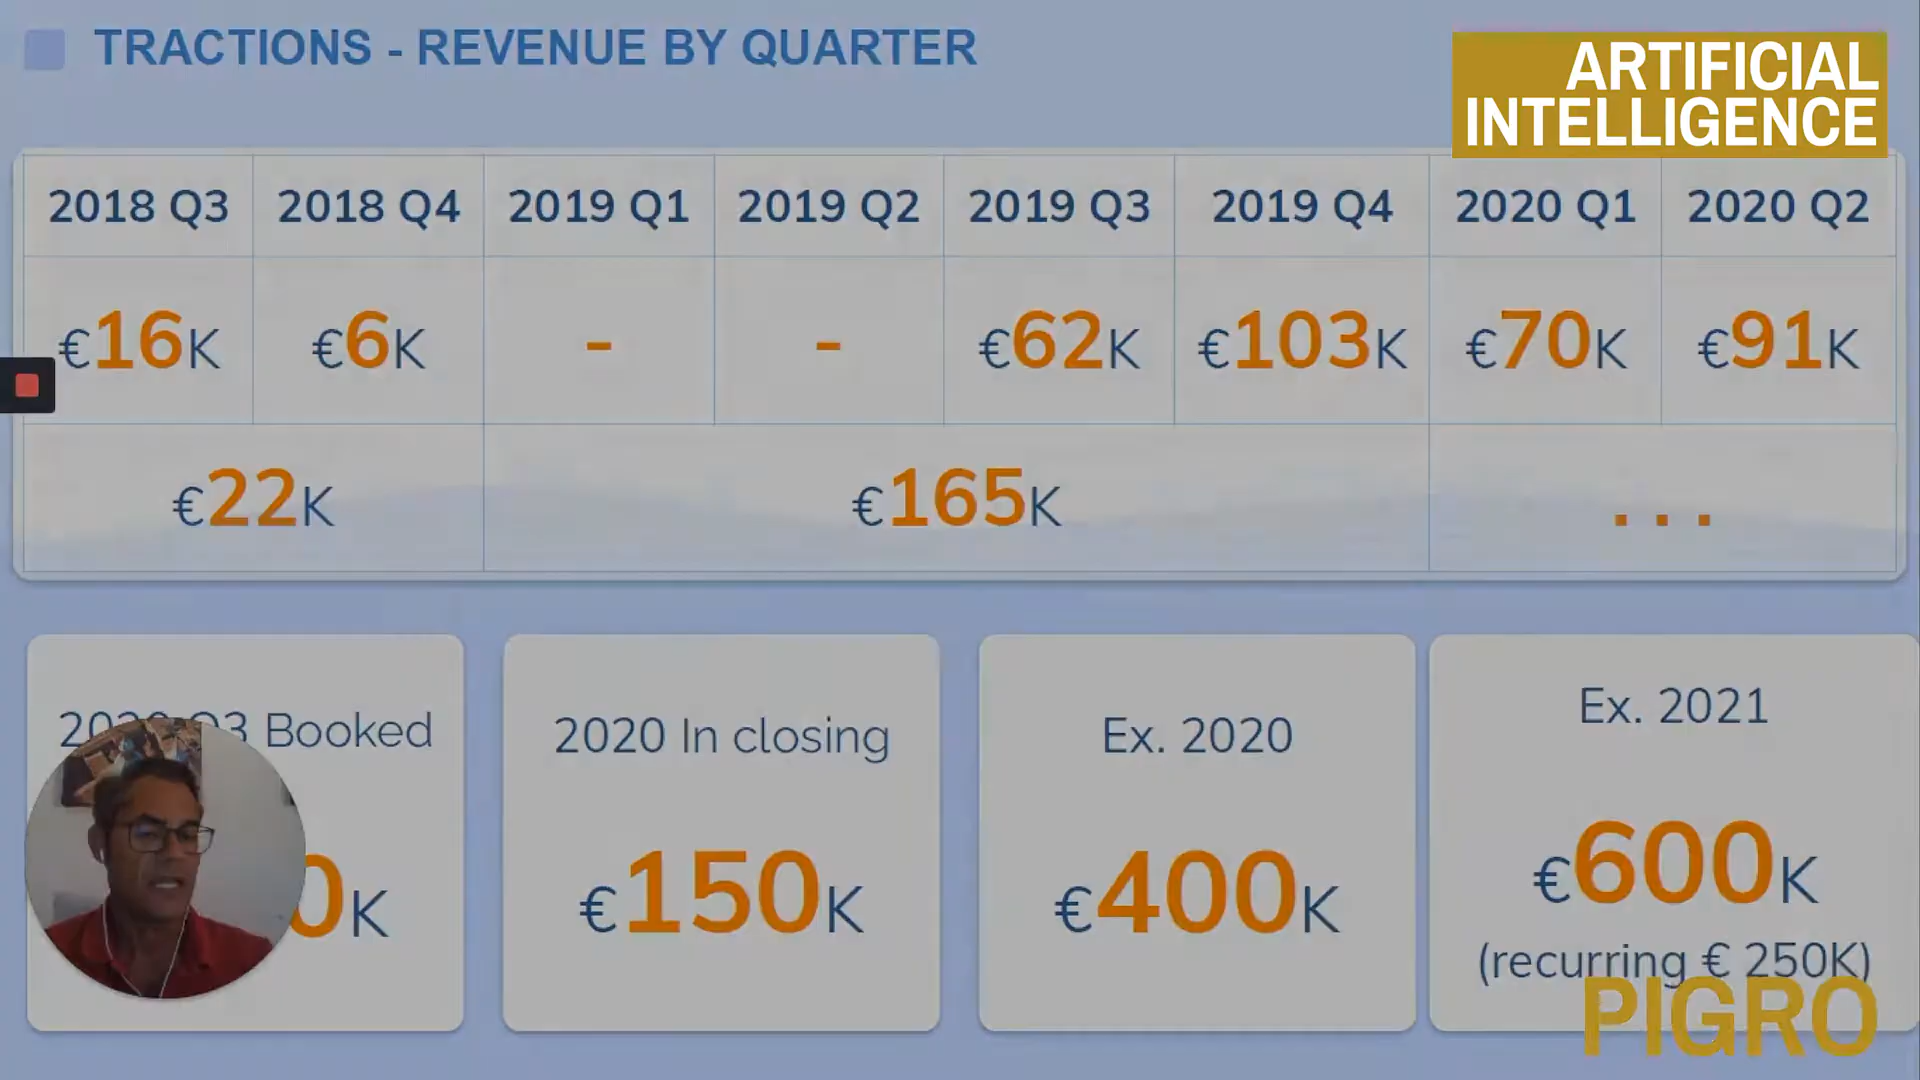 TRACTIONS - REVENUE BY QUARTER
ARTIFICIAL
INTELLIGENCE
2018 Q3 2018 Q4 2019 Q1 2019 Q2 2019 Q3 2019 Q4 2020 Q1 2020 Q2
€16K €6K - - €62K €103K €70K €91K
€22K €165K ...
Q3 Booked 2020 In closing Ex. 2020 Ex. 2021
0K €150K €400K €600K
(recurring € 250K)
PIGRO